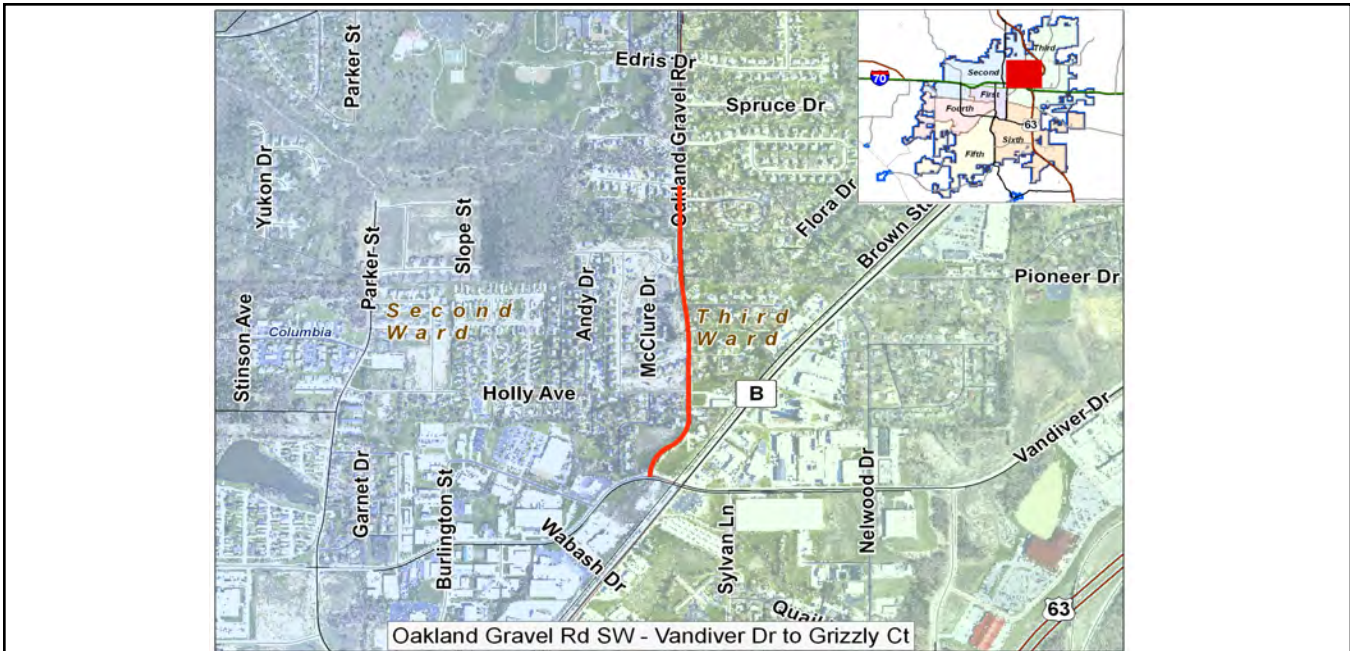 Parker St
Edris Dr
Spruce Dr
Oakland Gravel R
Yukon Dr
Parker St
Slope St
Flora Dr
Brown Sta
Pioneer Dr
Stinson Ave
Columbia
Second
Ward
Andy Dr
McClure Dr
Third
Ward
Holly Ave
B
Vandiver Dr
Garnet Dr
Burlington St
Wabash Dr
Sylvan Ln
Nelwood Dr
Quail
63
Third
Second
70
First
Fourth
63
Sixth
Fifth
Oakland Gravel Rd SW - Vandiver Dr to Grizzly Ct